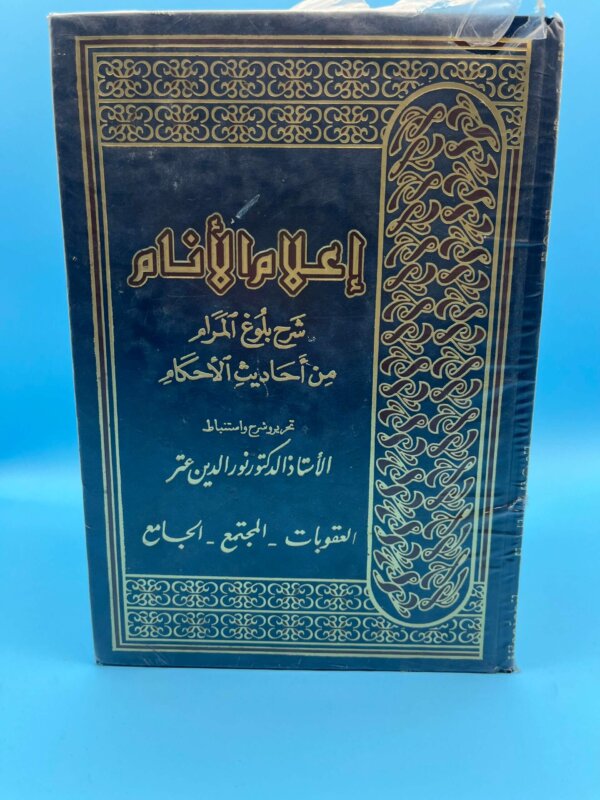 إعلام الأنام
شرح بلوغ المرام
من أحاديث الأحكام
تحرير وشرح واستنباط
الأستاذ الدكتور نور الدين عتر
العقوبات - المجتمع - الجامع